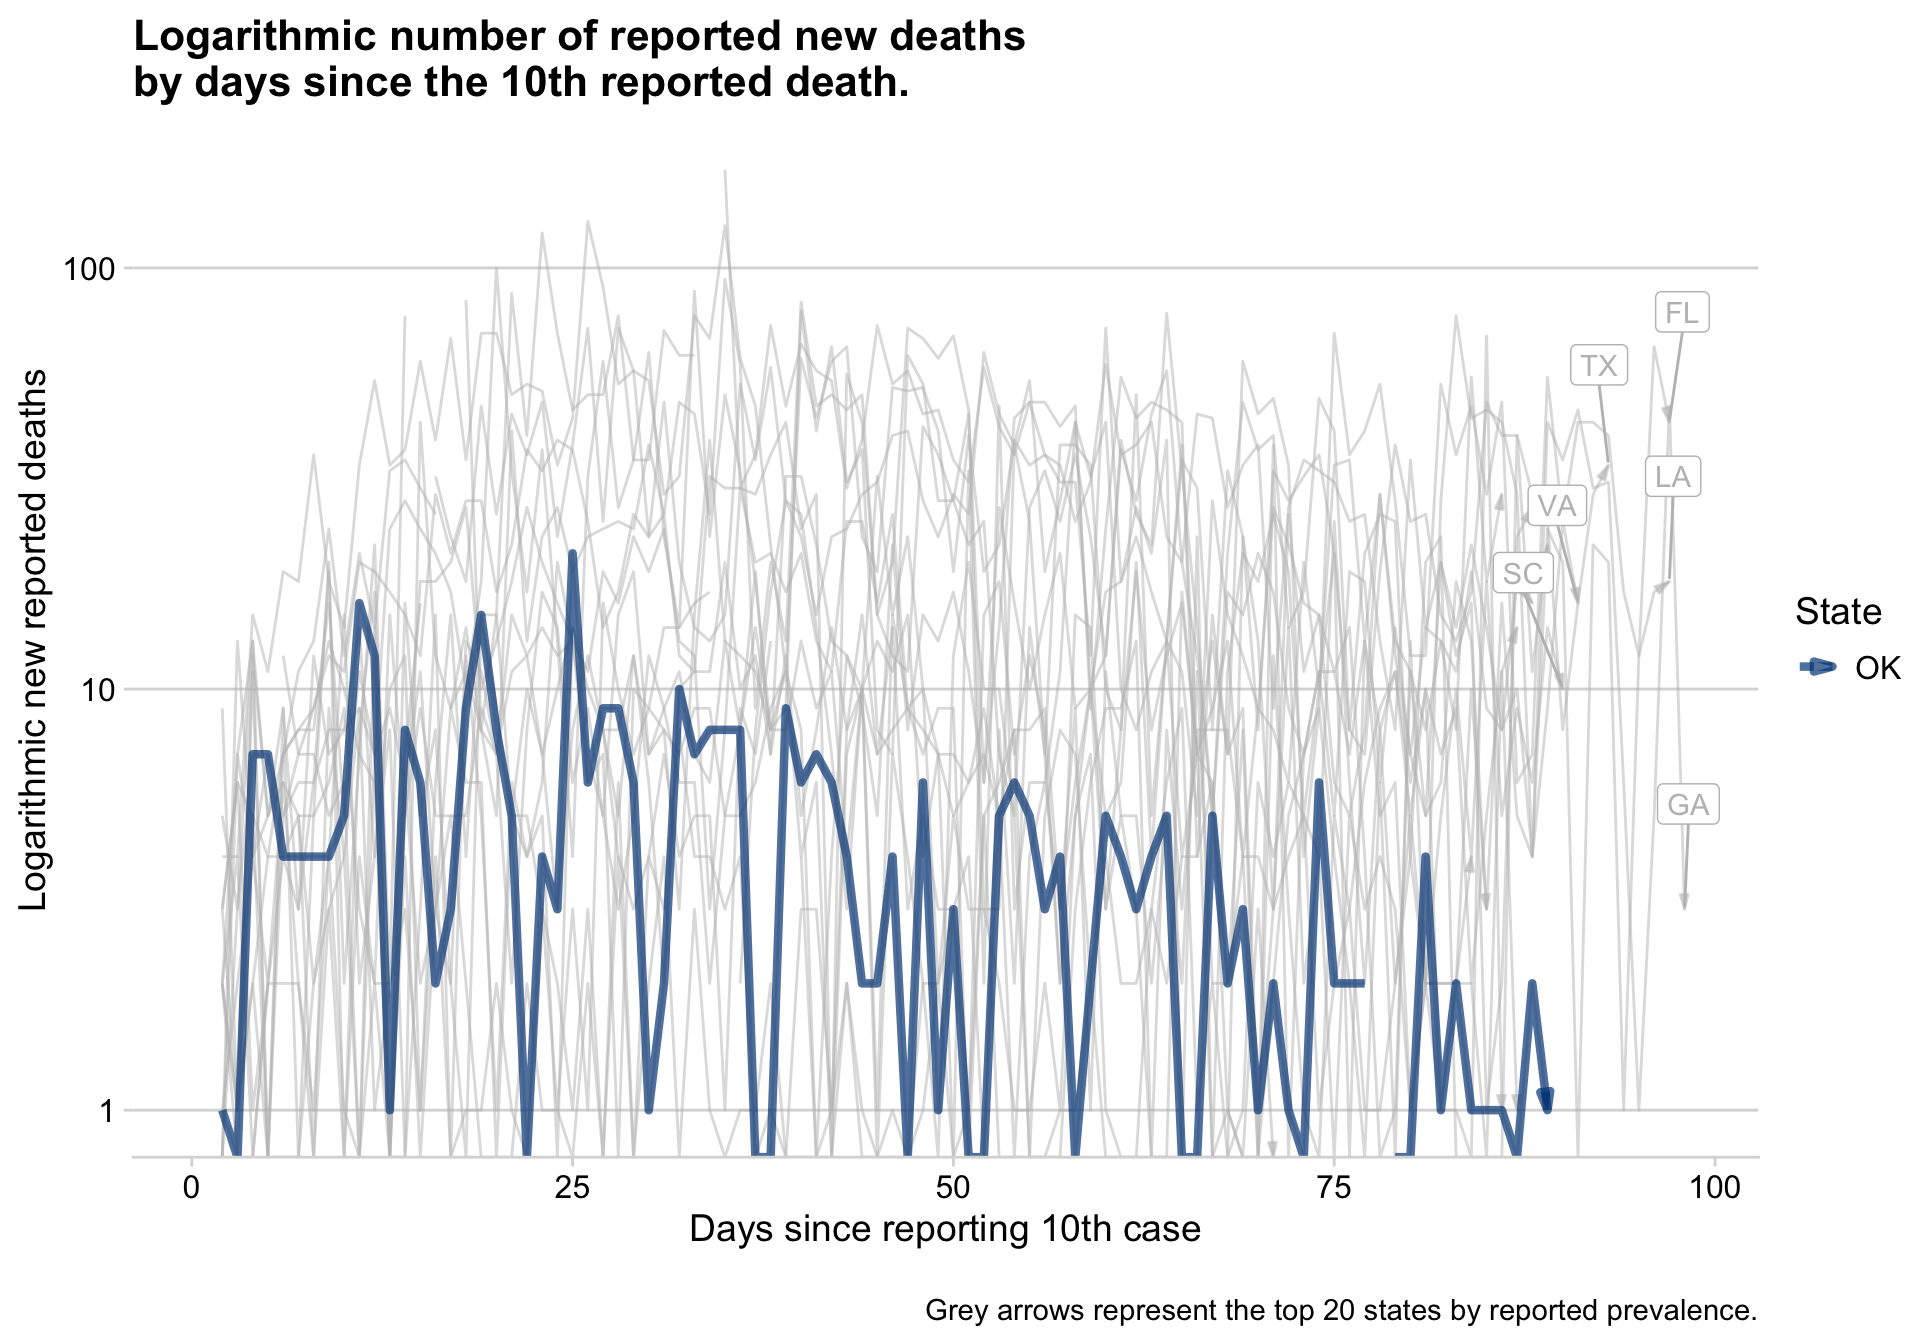 Logarithmic number of reported new deaths
by days since the 10th reported death.
Logarithmic new reported deaths
100
10
1
FL
TX
LA
VA
SC
GA
State
OK
0
25
50
75
100
Days since reporting 10th case
Grey arrows represent the top 20 states by reported prevalence.